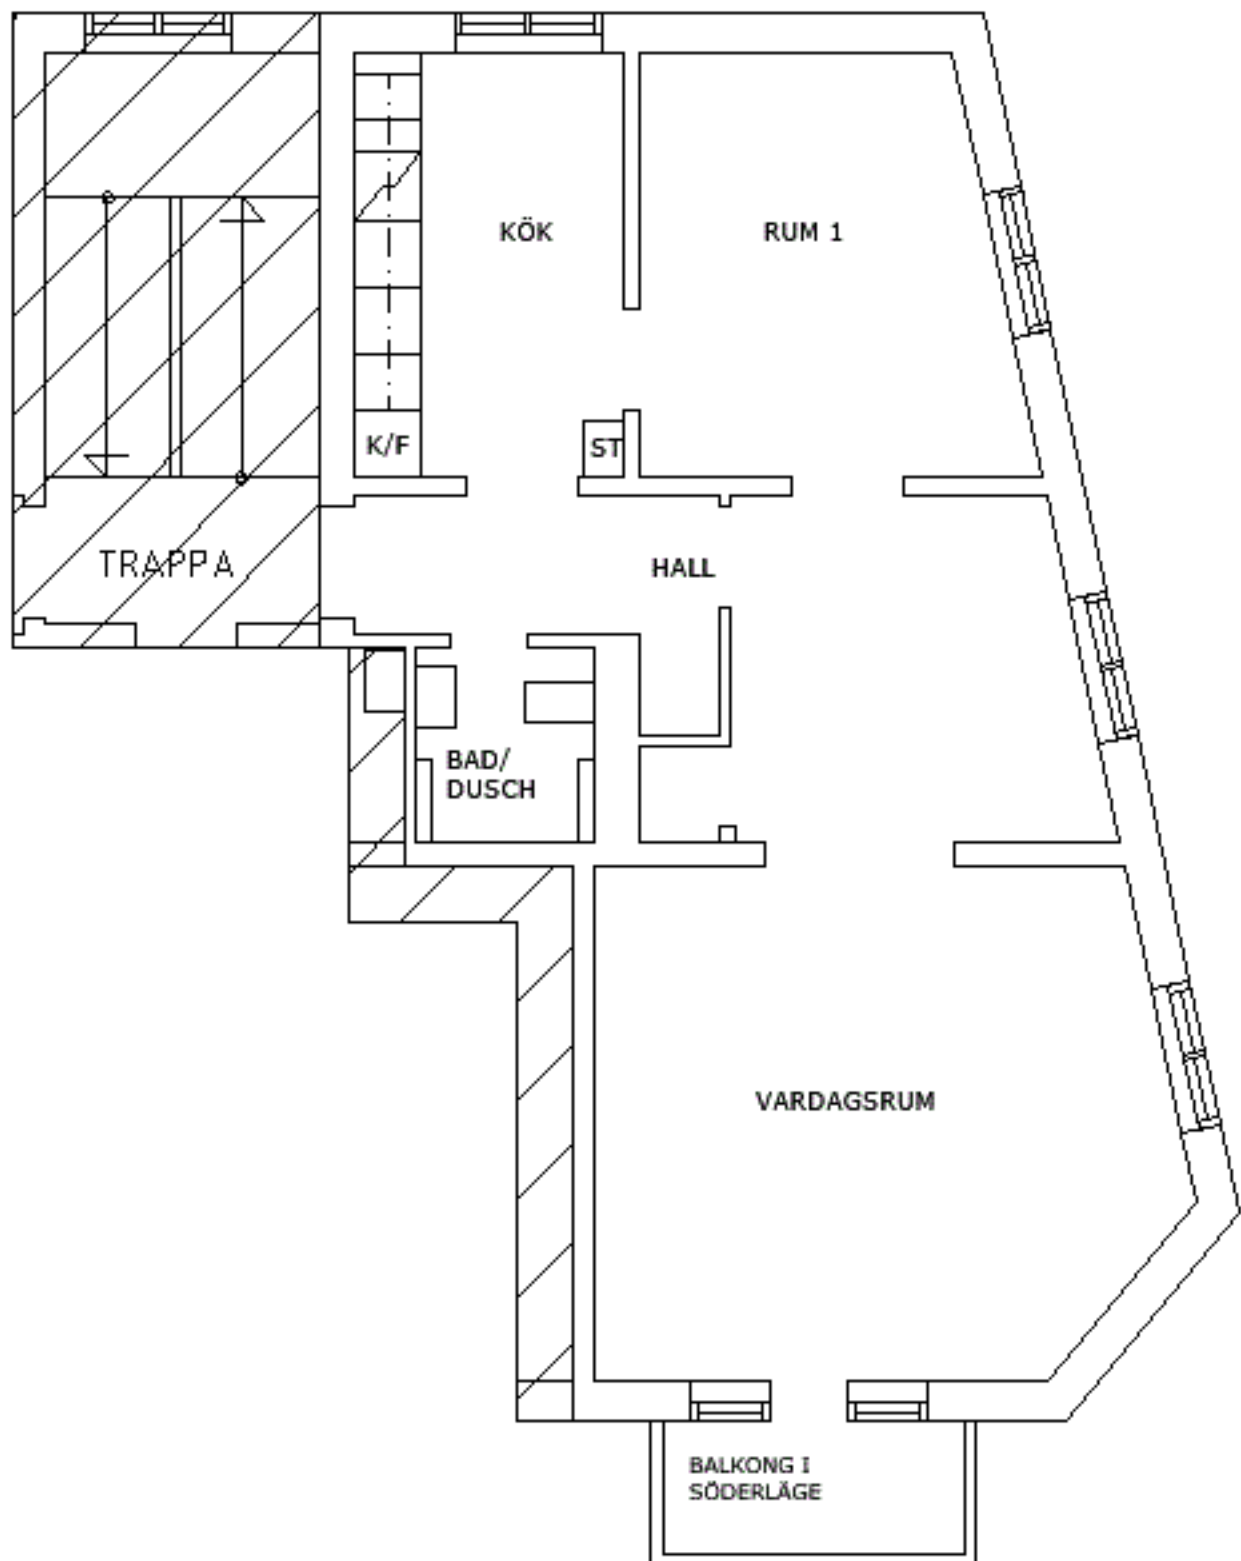 KÖK
RUM 1
K/F
ST
TRAPPA
HALL
BAD/
DUSCH
VARDAGSRUM
BALKONG I
SÖDERLÄGE